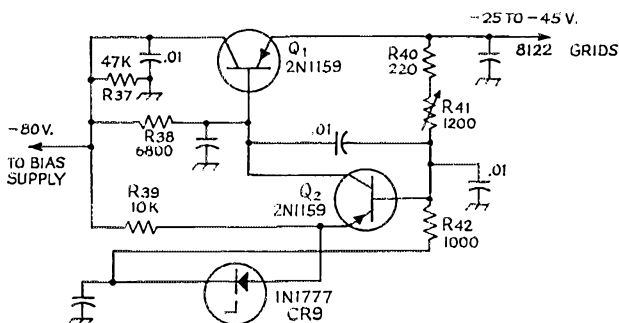 -25 TO -45 V.
8122 GRIDS
Q1
2N1159
R40
220
47K
.01
R37
R41
1200
-80V.
TO BIAS
SUPPLY
R38
6800
.01
.01
R39
10K
Q2
2N1159
R42
1000
1N1777
CR9